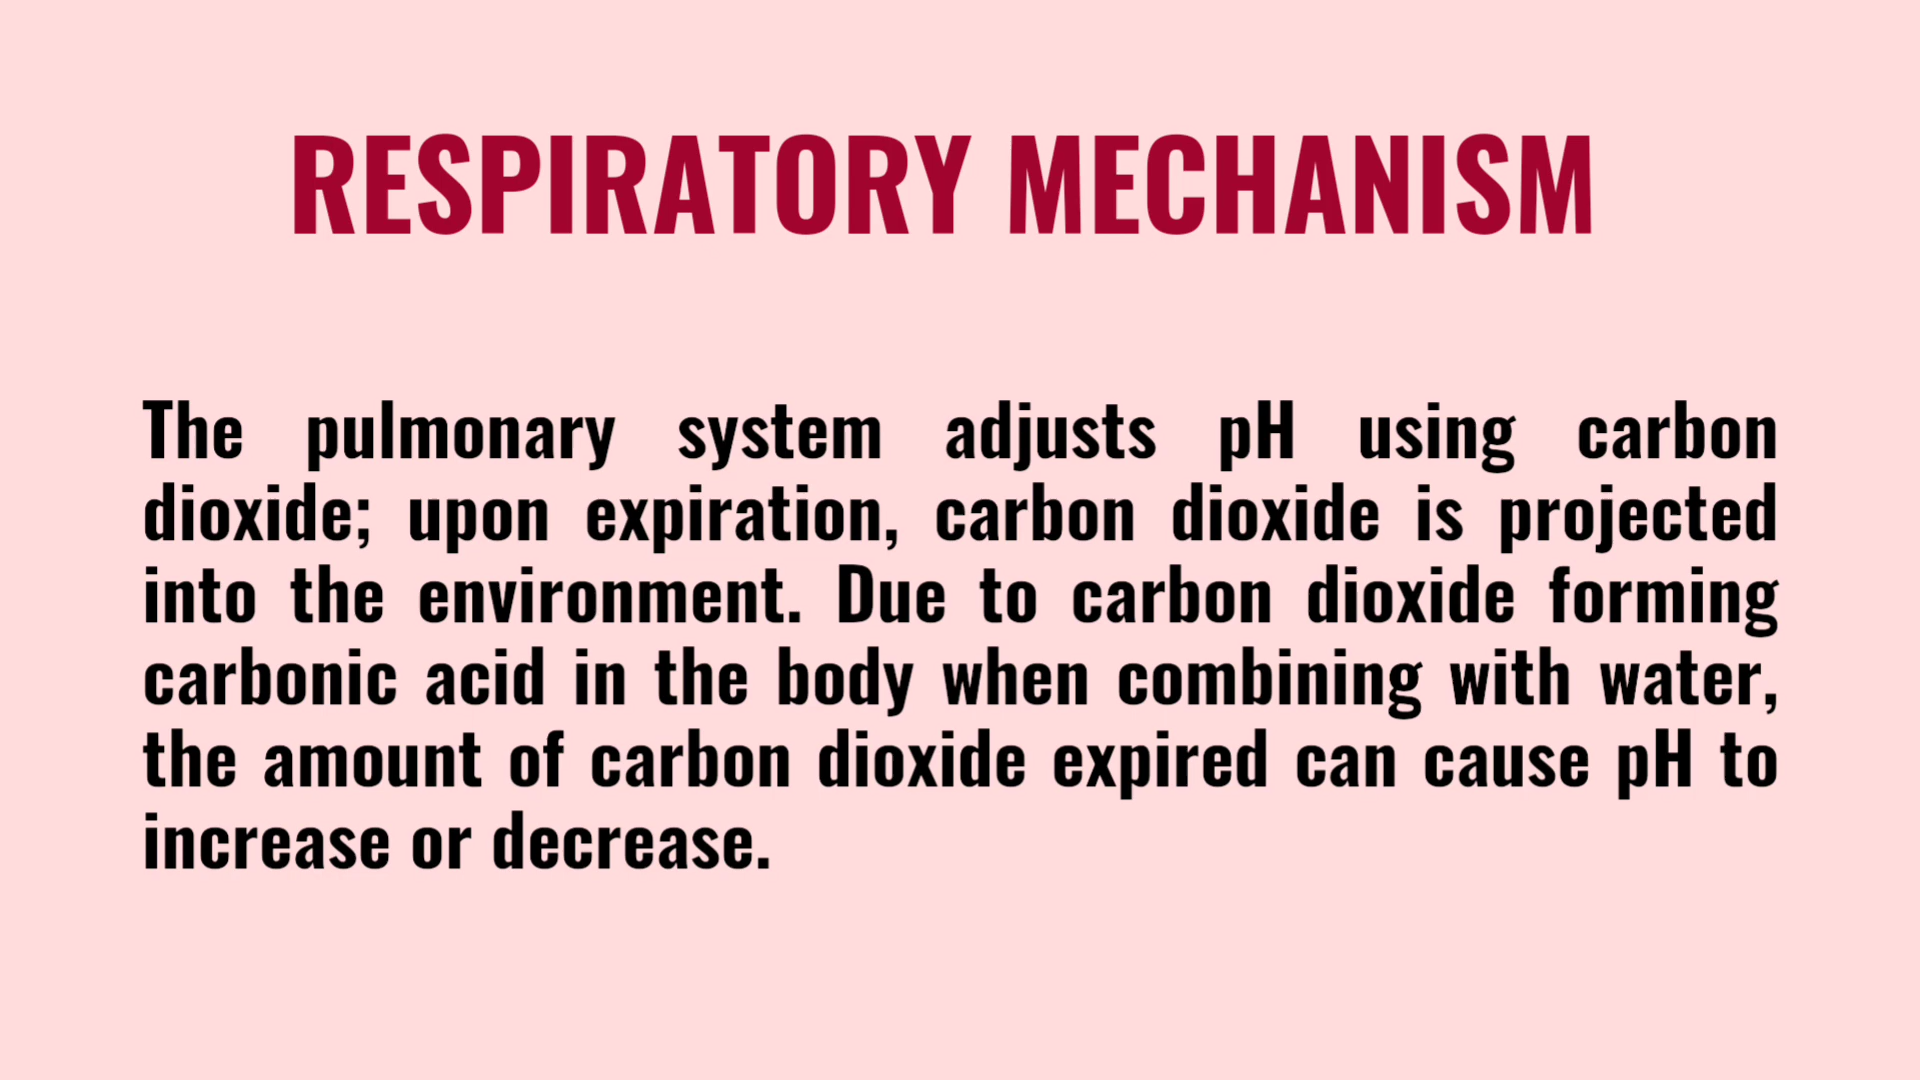 RESPIRATORY MECHANISM
The pulmonary system adjusts pH using carbon
dioxide; upon expiration, carbon dioxide is projected
into the environment. Due to carbon dioxide forming
carbonic acid in the body when combining with water,
the amount of carbon dioxide expired can cause pH to
increase or decrease.